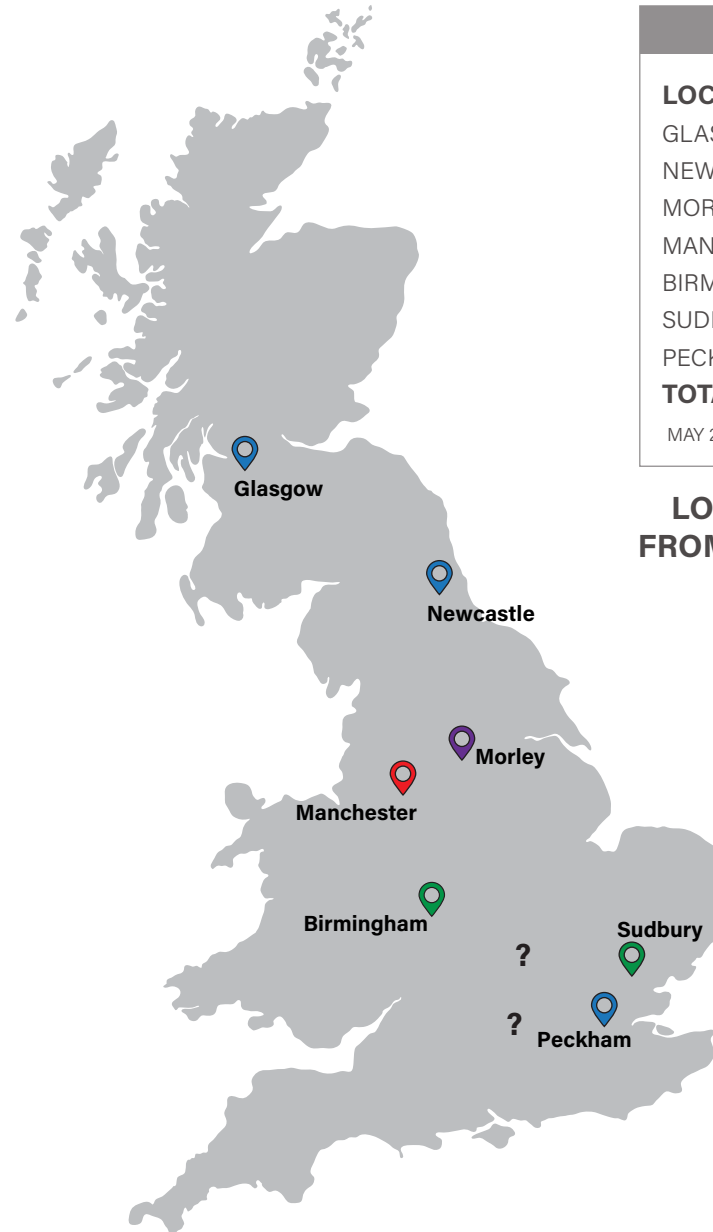 LOC
GLAS
NEW
MOR
MAN
BIRM
SUD
PECK
TOTA
MAY 2
LO
FROM
Glasgow
Newcastle
Morley
Manchester
Birmingham
Sudbury
?
?
Peckham